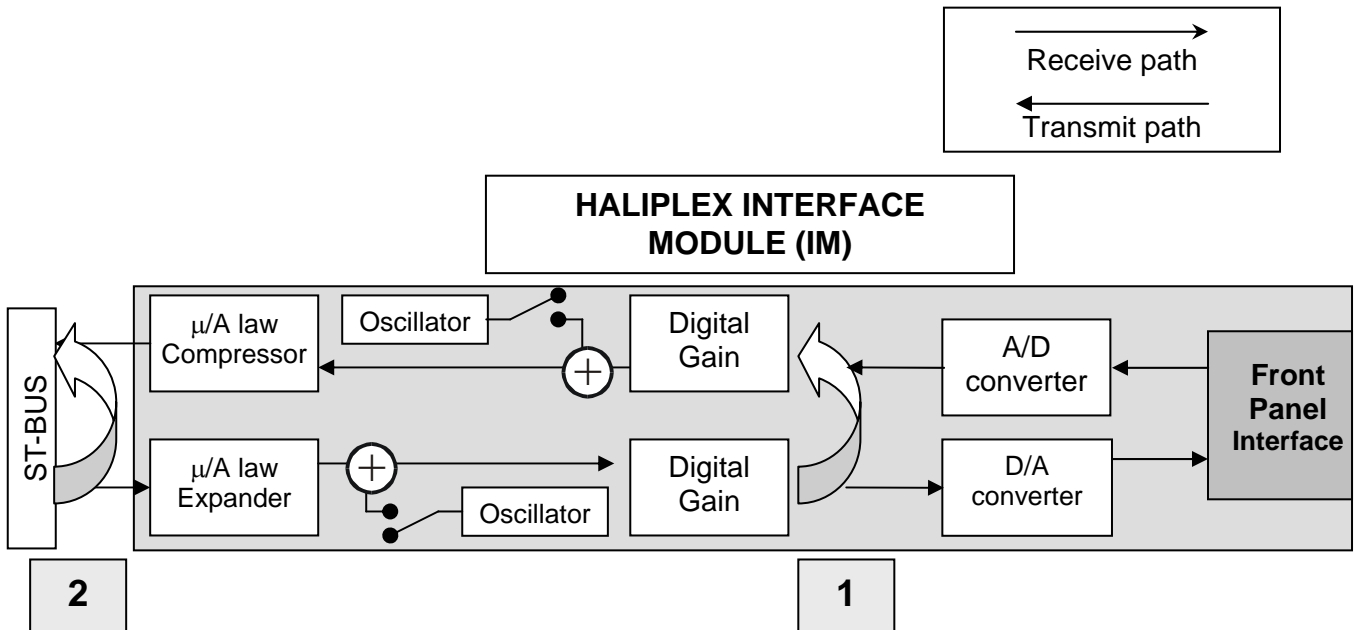 Receive path
Transmit path
HALIPLEX INTERFACE
MODULE (IM)
ST-BUS
μ/A law
Compressor
Oscillator
Digital
Gain
A/D
converter
Front
Panel
Interface
μ/A law
Expander
Oscillator
Digital
Gain
D/A
converter
2
1